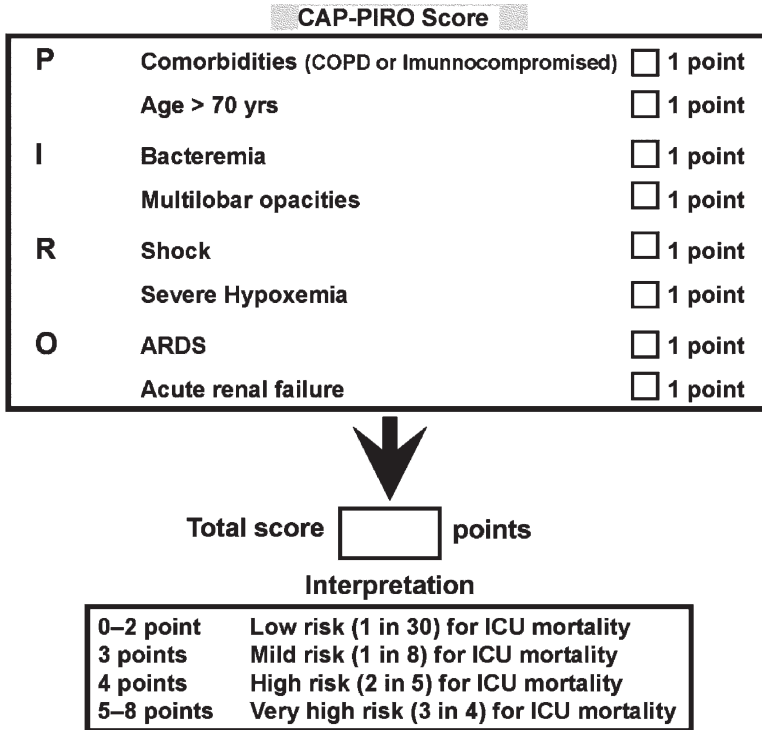 CAP-PIRO Score
P Comorbidities (COPD or Imunnocompromised) 1 point
Age > 70 yrs 1 point
I Bacteremia 1 point
Multilobar opacities 1 point
R Shock 1 point
Severe Hypoxemia 1 point
O ARDS 1 point
Acute renal failure 1 point
Total score points
Interpretation
0–2 point Low risk (1 in 30) for ICU mortality
3 points Mild risk (1 in 8) for ICU mortality
4 points High risk (2 in 5) for ICU mortality
5–8 points Very high risk (3 in 4) for ICU mortality